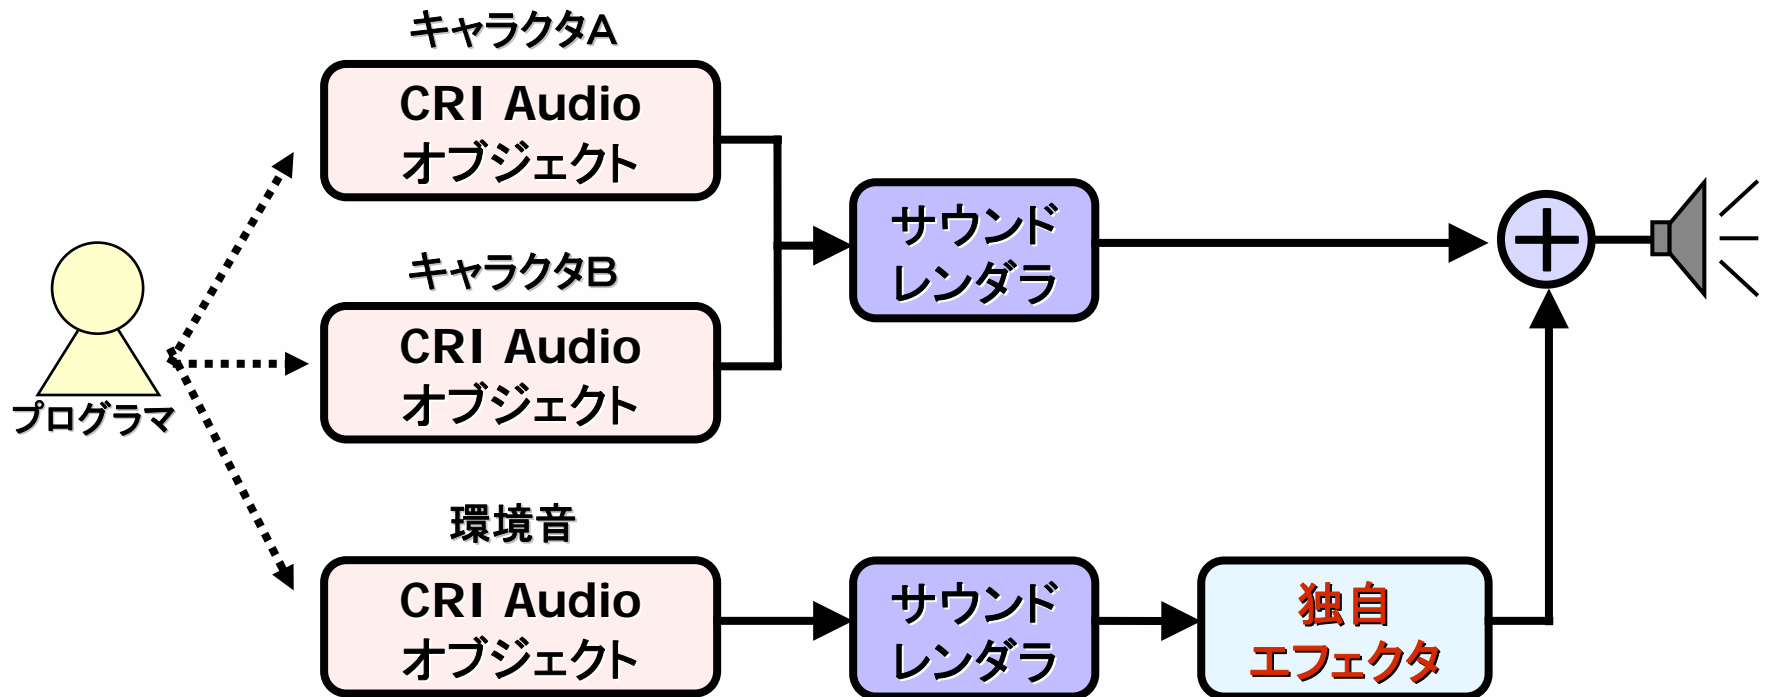 キャラクタA
CRI Audio
オブジェクト
キャラクタB
CRI Audio
オブジェクト
サウンド
レンダラ
プログラマ
環境音
CRI Audio
オブジェクト
サウンド
レンダラ
独自
エフェクタ